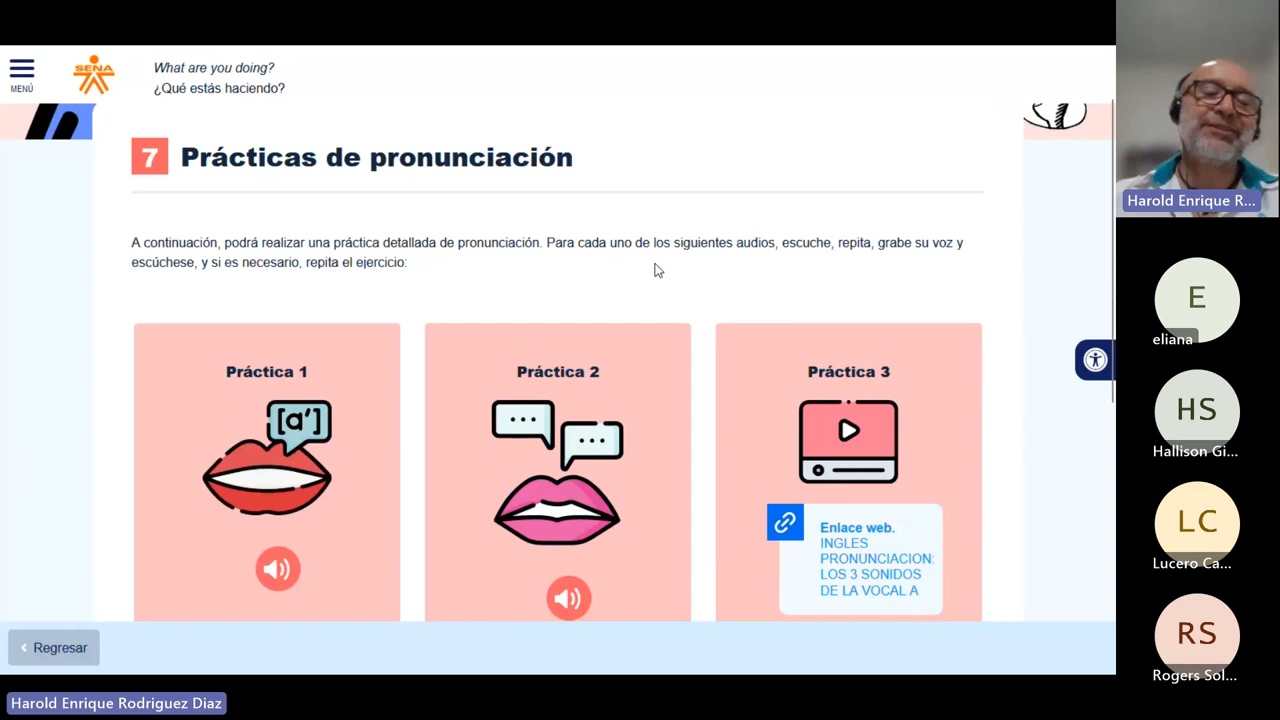 MENÚ
SENA
What are you doing?
¿Qué estás haciendo?
7 Prácticas de pronunciación
A continuación, podrá realizar una práctica detallada de pronunciación. Para cada uno de los siguientes audios, escuche, repita, grabe su voz y
escúchese, y si es necesario, repita el ejercicio:
Práctica 1
[a']
Práctica 2
Práctica 3
Enlace web.
INGLES
PRONUNCIACION:
LOS 3 SONIDOS
DE LA VOCAL A
Regresar
Harold Enrique Rodriguez Diaz
Harold Enrique R...
E
eliana
HS
Hallison Gi...
LC
Lucero Ca...
RS
Rogers Sol...